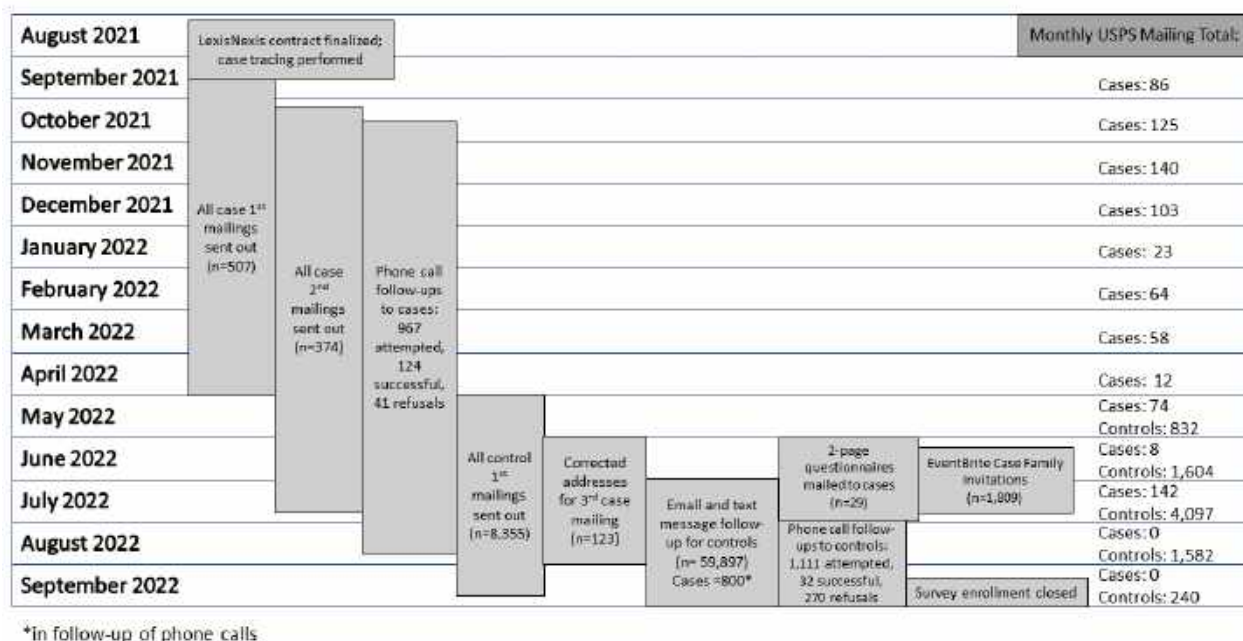 August 2021
September 2021
October 2021
November 2021
December 2021
January 2022
February 2022
March 2022
April 2022
May 2022
June 2022
July 2022
August 2022
September 2022
LexisNexis contract finalized;
case tracing performed
All case 1st
mailings
sent out
(n=507)
All case
2nd
mailings
sent out
(n=374)
Phone call
follow-ups
to cases:
967
attempted,
124
successful,
41 refusals
All control
1st
mailings
sent out
(n=8,355)
Corrected
addresses
for 3rd case
mailing
(n=123)
Email and text
message follow-
up for controls
(n= 59,897)
Cases =800*
2-page
questionnaires
mailed to cases
(n=29)
Phone call follow-
ups to controls:
1,111 attempted,
32 successful,
270 refusals
EventBrite Case Family
Invitations
(n=1,809)
Survey enrollment closed
Monthly USPS Mailing Total:
Cases: 86
Cases: 125
Cases: 140
Cases: 103
Cases: 23
Cases: 64
Cases: 58
Cases: 12
Cases: 74
Controls: 832
Cases: 8
Controls: 1,604
Cases: 142
Controls: 4,097
Cases: 0
Controls: 1,582
Cases: 0
Controls: 240
*in follow-up of phone calls